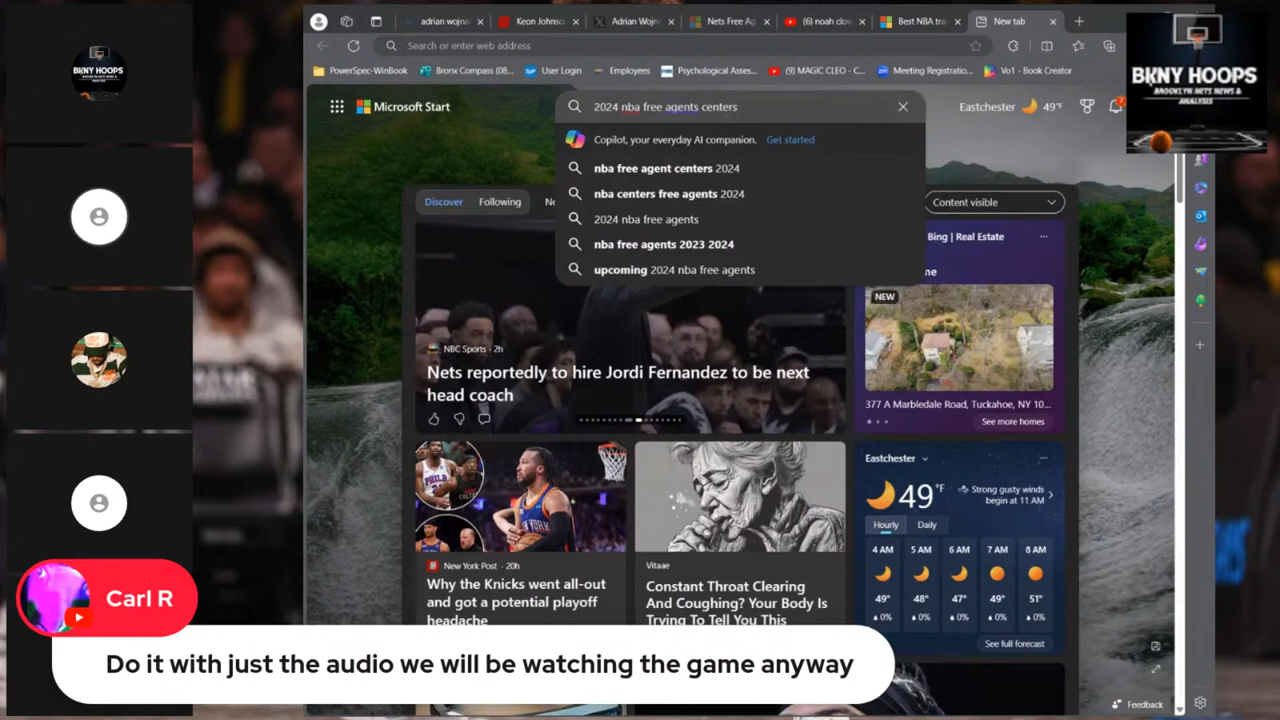 adrian wojna
Keon Johnso
Adrian Wojn
Nets Free Ag
(6) noah clov
Best NBA tra
New tab
Search or enter web address
PowerSpec-WinBook
Bronx Compass (08...
User Login
Employees
Psychological Asses...
(9) MAGIC CLEO - C...
Meeting Registratio...
Vo1 - Book Creator
BKNY HOOPS
BROOKLYN NETS NEWS &
ANALYSIS
BKNY HOOPS
Microsoft Start
2024 nba free agents centers
Eastchester
49°F
Copilot, your everyday AI companion. Get started
nba free agent centers 2024
nba centers free agents 2024
2024 nba free agents
nba free agents 2023 2024
upcoming 2024 nba free agents
Discover
Following
Content visible
Bing | Real Estate
NEW
377 A Marbledale Road, Tuckahoe, NY 10...
See more homes
NBC Sports · 2h
Nets reportedly to hire Jordi Fernandez to be next
head coach
Eastchester
49°F
Strong gusty winds
begin at 11 AM
Hourly
Daily
4 AM 5 AM 6 AM 7 AM 8 AM
49° 48° 47° 49° 51°
0% 0% 0% 0% 0%
See full forecast
New York Post · 20h
Why the Knicks went all-out
and got a potential playoff
headache
Vitaae
Constant Throat Clearing
And Coughing? Your Body Is
Trying To Tell You This
Feedback
Carl R
Do it with just the audio we will be watching the game anyway